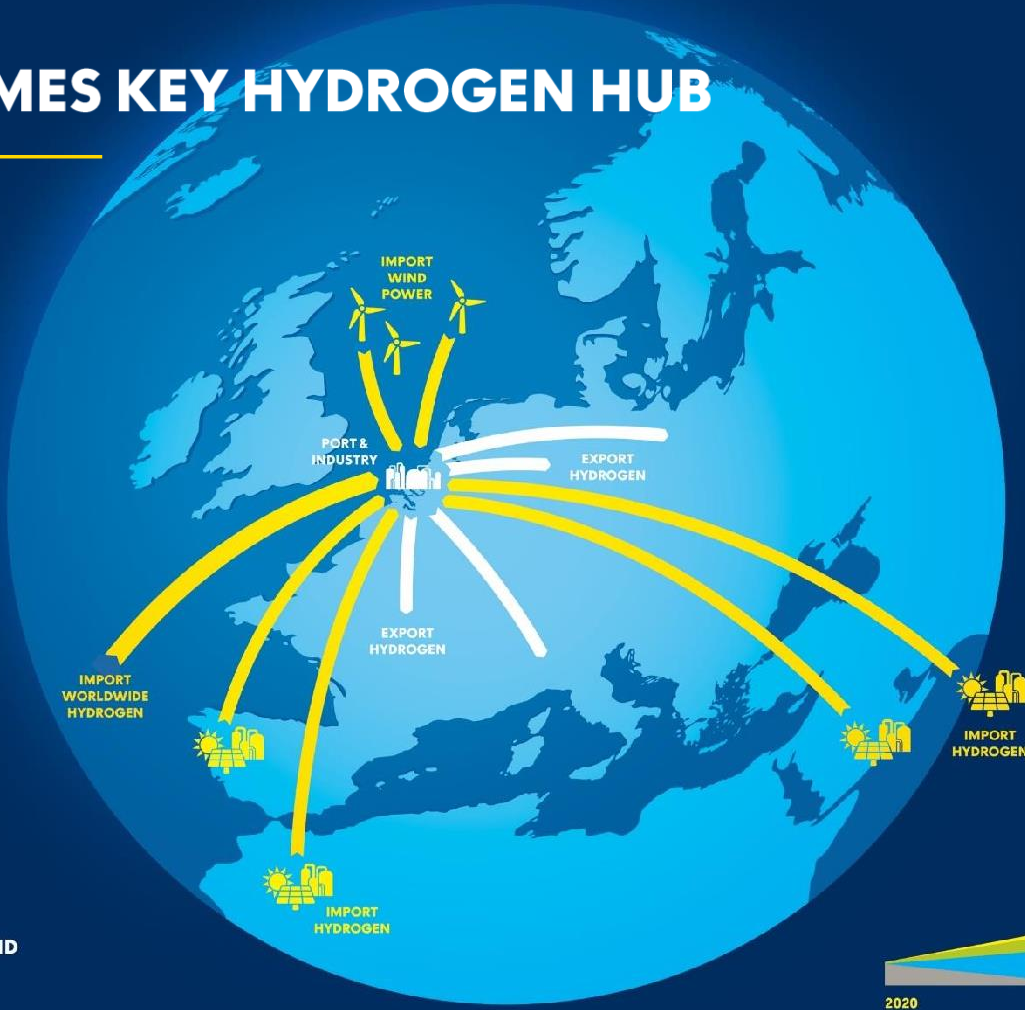 MES KEY HYDROGEN HUB
IMPORT
WIND
POWER
PORT &
INDUSTRY
EXPORT
HYDROGEN
EXPORT
HYDROGEN
IMPORT
WORLDWIDE
HYDROGEN
IMPORT
HYDROGEN
IMPORT
HYDROGEN
ND
2020